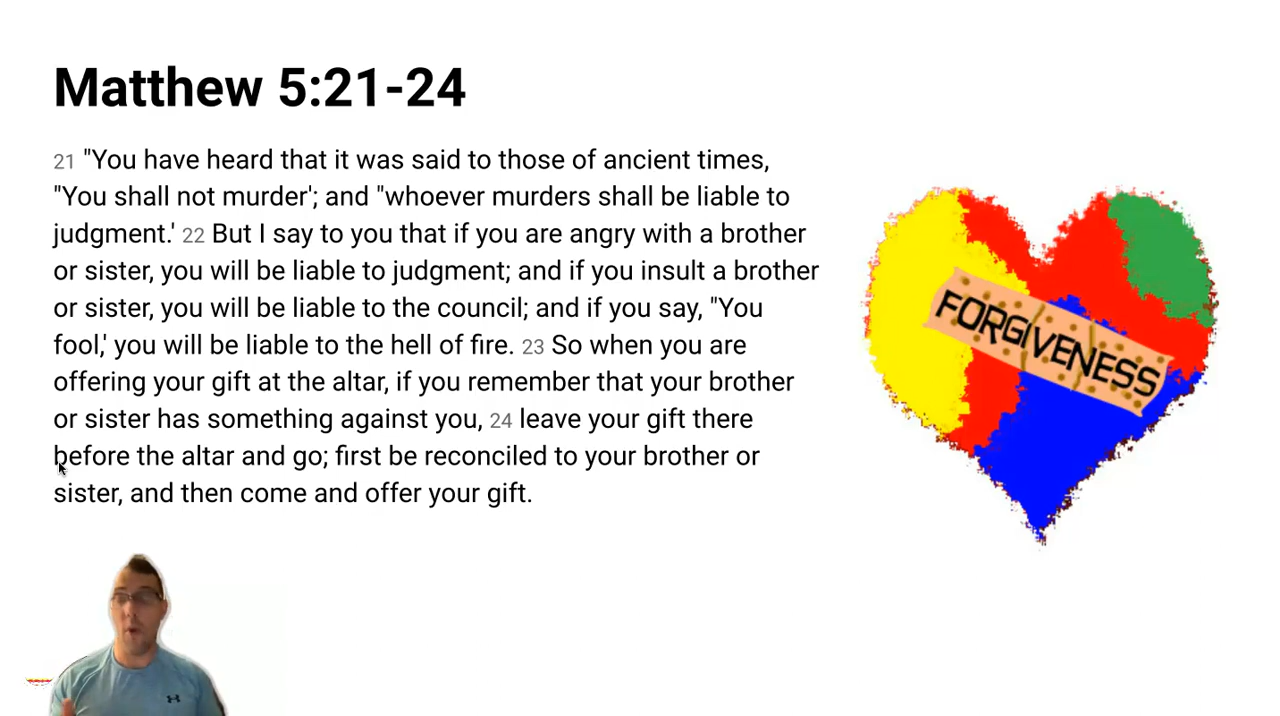 Matthew 5:21-24
21 "You have heard that it was said to those of ancient times,
"You shall not murder'; and "whoever murders shall be liable to
judgment.' 22 But I say to you that if you are angry with a brother
or sister, you will be liable to judgment; and if you insult a brother
or sister, you will be liable to the council; and if you say, "You
fool,' you will be liable to the hell of fire. 23 So when you are
offering your gift at the altar, if you remember that your brother
or sister has something against you, 24 leave your gift there
before the altar and go; first be reconciled to your brother or
sister, and then come and offer your gift.
FORGIVENESS